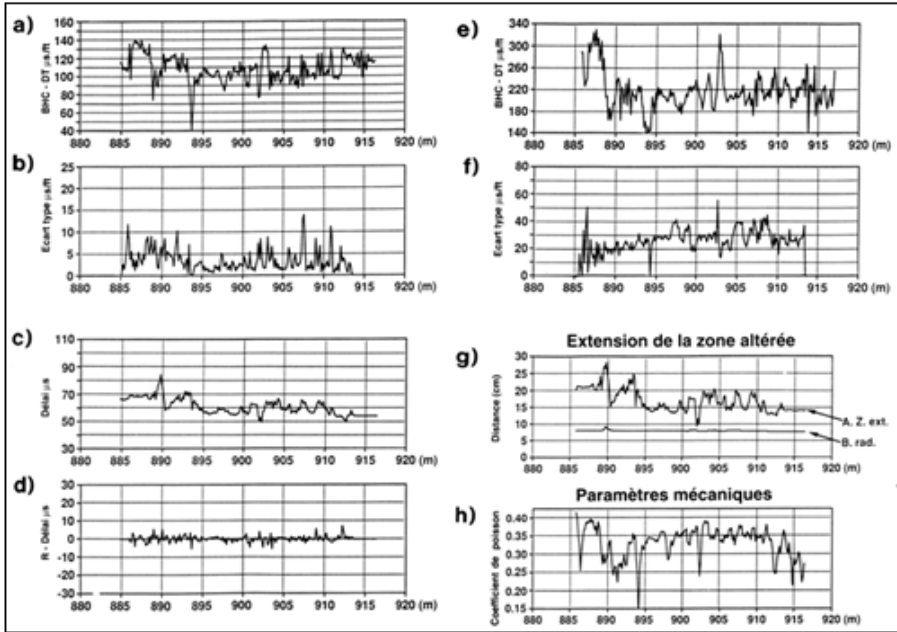 a)
BHC - DT µs/ft
160
140
120
100
80
60
40
880 885 890 895 900 905 910 915 920 (m)
b)
Ecart type µs/ft
25
20
15
10
5
0
880 885 890 895 900 905 910 915 920 (m)
c)
Délai µs
110
90
70
50
30
880 885 890 895 900 905 910 915 920 (m)
d)
R - Délai µs
30
20
10
0
-10
-20
-30
880 885 890 895 900 905 910 915 920 (m)
e)
BHC - DT µs/ft
340
300
260
220
180
140
880 885 890 895 900 905 910 915 920 (m)
f)
Ecart type µs/ft
80
60
40
20
0
880 885 890 895 900 905 910 915 920 (m)
Extension de la zone altérée
g)
Distance (cm)
30
25
20
15
10
5
0
A. Z. ext.
B. rad.
880 885 890 895 900 905 910 915 920 (m)
Paramètres mécaniques
h)
Coefficient de poisson
0.40
0.35
0.30
0.25
0.20
0.15
880 885 890 895 900 905 910 915 920 (m)